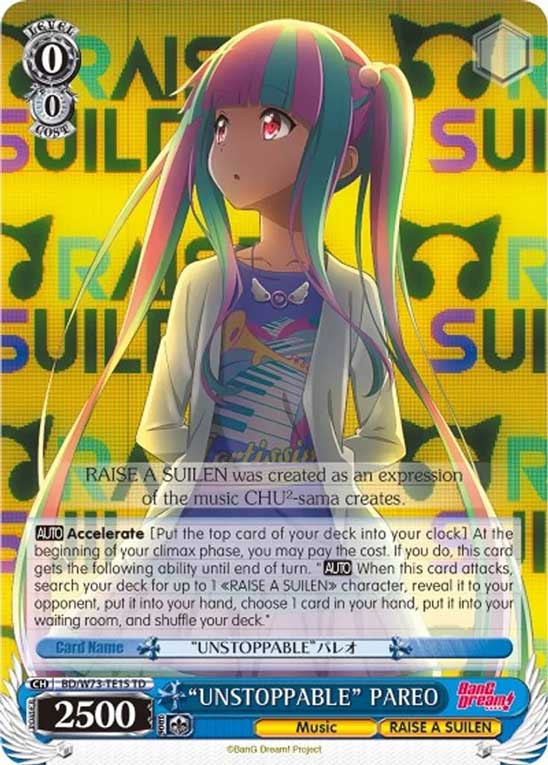 LEVEL
0
0
COST
RAIS
SUILE
R
SUI
RAISE
SUILE
R
SUI
RAISE A SUILEN was created as an expression
of the music CHU²-sama creates.
AUTO Accelerate [Put the top card of your deck into your clock] At the
beginning of your climax phase, you may pay the cost. If you do, this card
gets the following ability until end of turn. "AUTO When this card attacks,
search your deck for up to 1 «RAISE A SUILEN» character, reveal it to your
opponent, put it into your hand, choose 1 card in your hand, put it into your
waiting room, and shuffle your deck."
Card Name "UNSTOPPABLE"パレオ
CH BD/W73-TE15 TD
"UNSTOPPABLE" PAREO
BanG Dream!
POWER 2500 SOUL
Music RAISE A SUILEN
©BanG Dream! Project